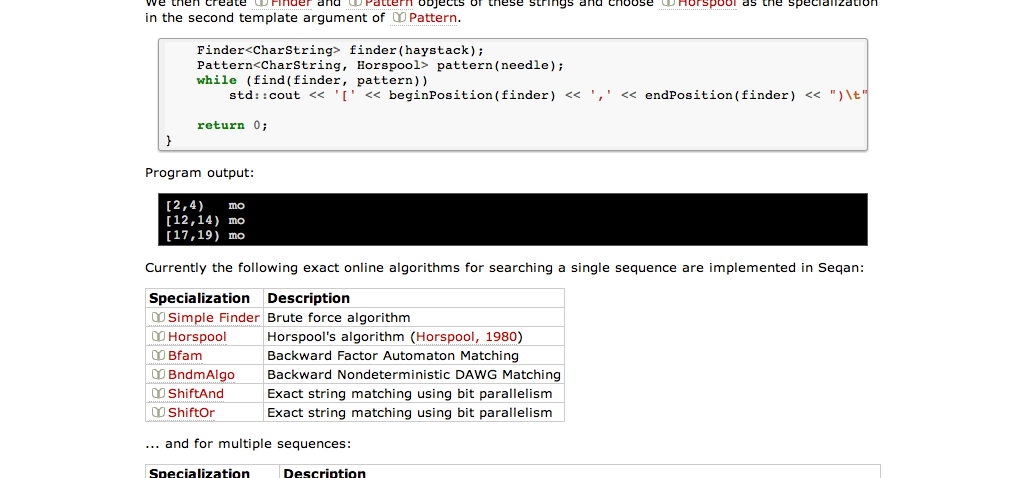 We then create Finder and Pattern objects of these strings and choose Horspool as the specialization
in the second template argument of Pattern.
Finder<CharString> finder(haystack);
Pattern<CharString, Horspool> pattern(needle);
while (find(finder, pattern))
std::cout << '[' << beginPosition(finder) << ',' << endPosition(finder) << ")\t"
return 0;
}
Program output:
[2,4) mo
[12,14) mo
[17,19) mo
Currently the following exact online algorithms for searching a single sequence are implemented in Seqan:
Specialization Description
Simple Finder Brute force algorithm
Horspool Horspool's algorithm (Horspool, 1980)
Bfam Backward Factor Automaton Matching
BndmAlgo Backward Nondeterministic DAWG Matching
ShiftAnd Exact string matching using bit parallelism
ShiftOr Exact string matching using bit parallelism
... and for multiple sequences:
Specialization Description